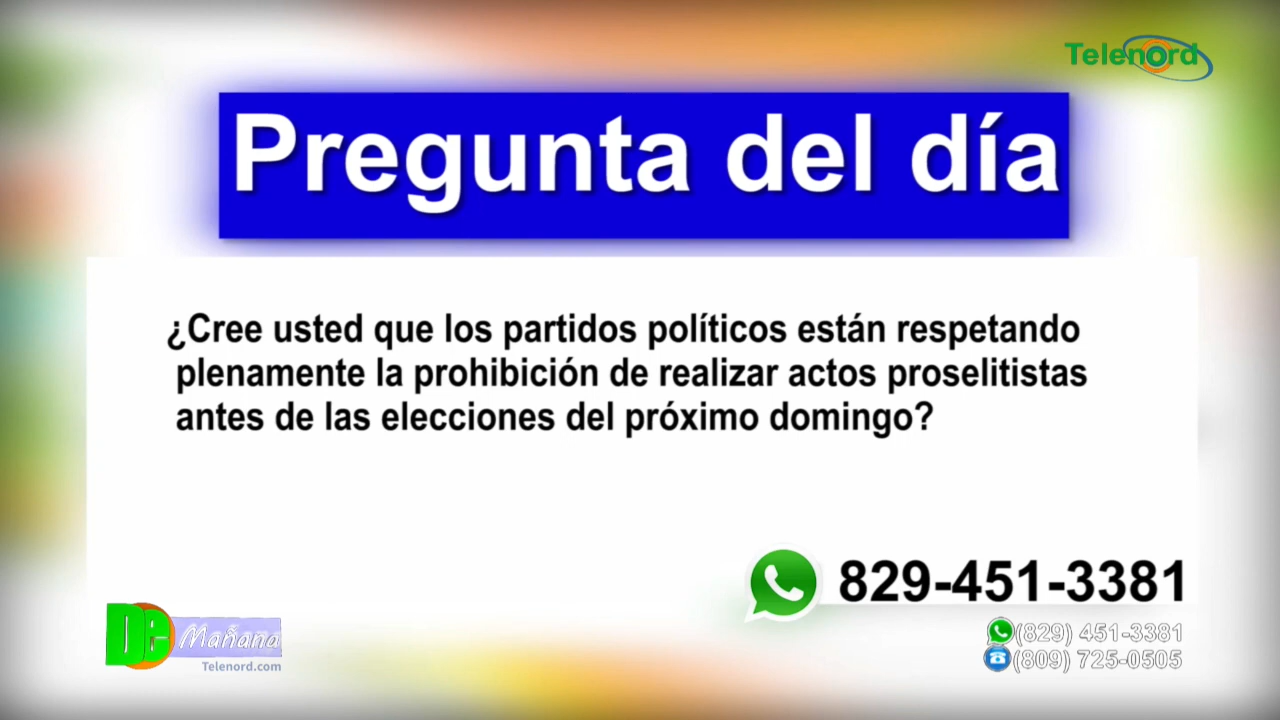 Telenord
Pregunta del día
¿Cree usted que los partidos políticos están respetando
plenamente la prohibición de realizar actos proselitistas
antes de las elecciones del próximo domingo?
829-451-3381
De Mañana
Telenord.com
(829) 451-3381
(809) 725-0505